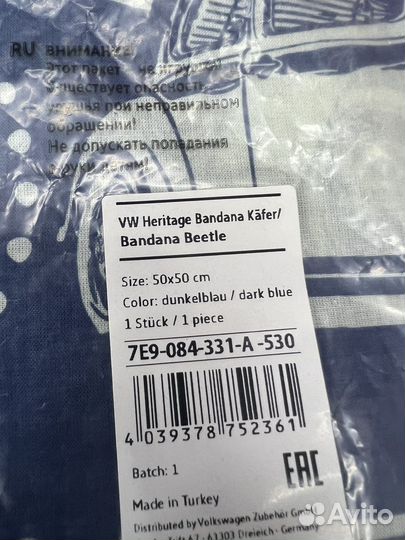 RU ВНИМАНИЕ!
Этот пакет не игрушка
существует опасность
при неправильном
обращении!
Не допускать попадания
в руки детям!
VW Heritage Bandana Käfer/
Bandana Beetle
Size: 50x50 cm
Color: dunkelblau / dark blue
1 Stück / 1 piece
7E9-084-331-A -530
4 039378 752361
Batch: 1
EAC
Made in Turkey
Distributed by Volkswagen Zubehör GmbH
67 - 63303 Dreieich - Germany
Avito